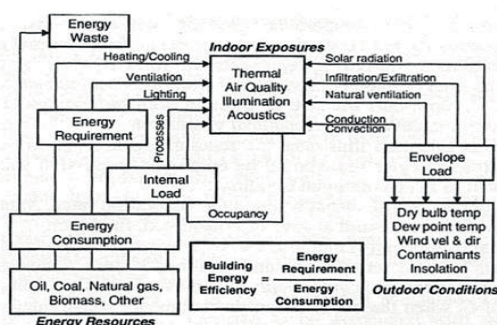 Energy
Waste
Indoor Exposures
Heating/Cooling
Solar radiation
Ventilation
Thermal
Air Quality
Illumination
Acoustics
Infiltration/Exfiltration
Lighting
Natural ventilation
Energy
Requirement
Processes
Conduction
Convection
Internal
Load
Envelope
Load
Occupancy
Dry bulb temp
Dew point temp
Wind vel & dir
Contaminants
Insolation
Energy
Consumption
Building
Energy
Efficiency
Energy
Requirement
Energy
Consumption
Outdoor Conditions
Oil, Coal, Natural gas,
Biomass, Other
Energy Resources